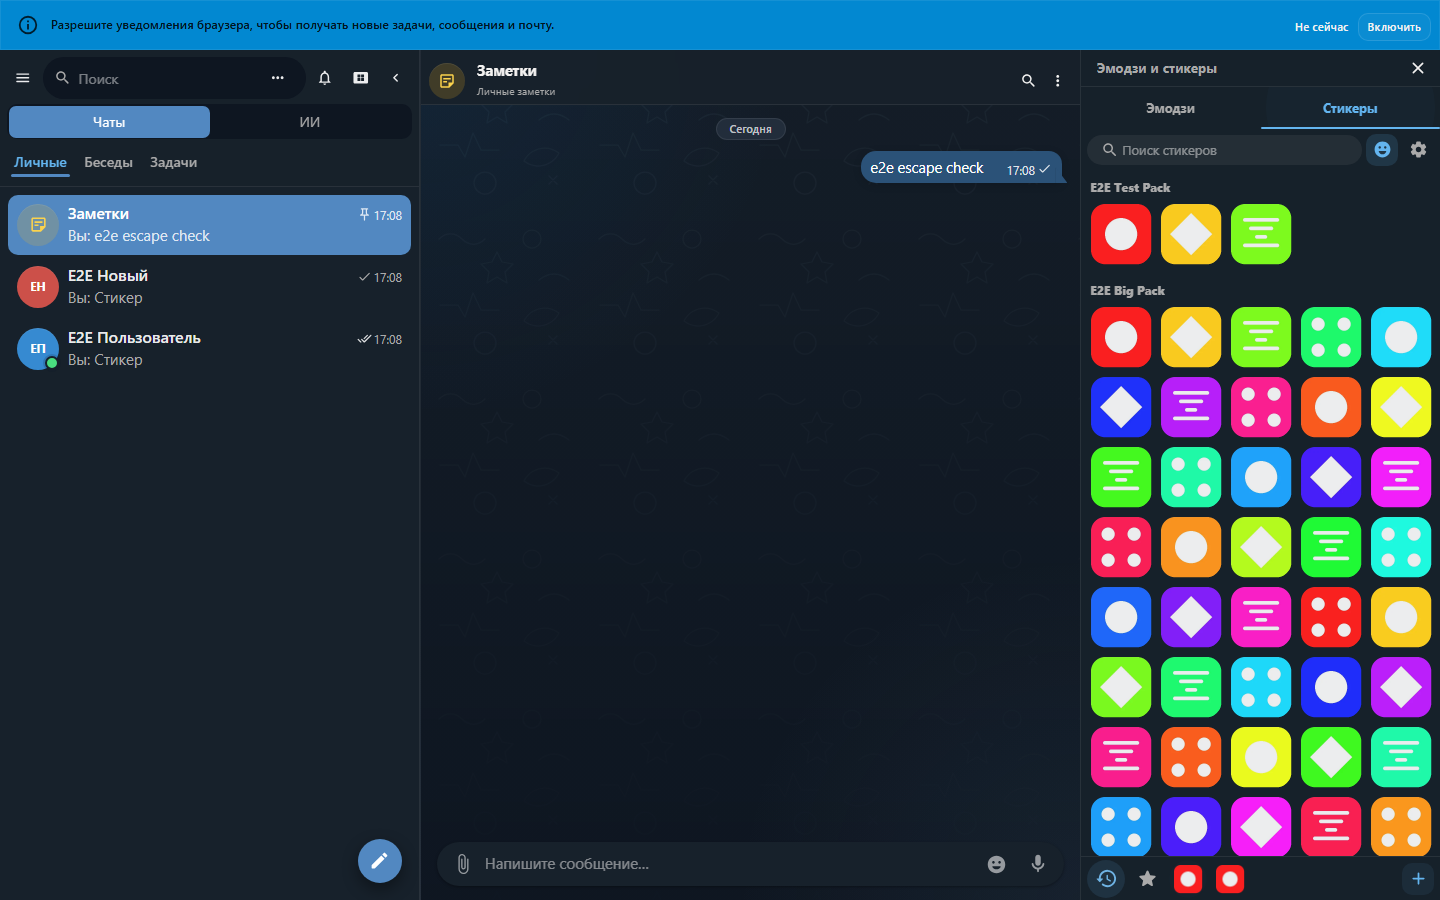 Разрешите уведомления браузера, чтобы получать новые задачи, сообщения и почту.
Не сейчас
Включить
Поиск
Чаты
ИИ
Личные
Беседы
Задачи
Заметки
17:08
Вы: e2e escape check
ЕН
E2E Новый
17:08
Вы: Стикер
ЕП
E2E Пользователь
17:08
Вы: Стикер
Заметки
Личные заметки
Сегодня
e2e escape check
17:08
Напишите сообщение...
Эмодзи и стикеры
Эмодзи
Стикеры
Поиск стикеров
E2E Test Pack
E2E Big Pack